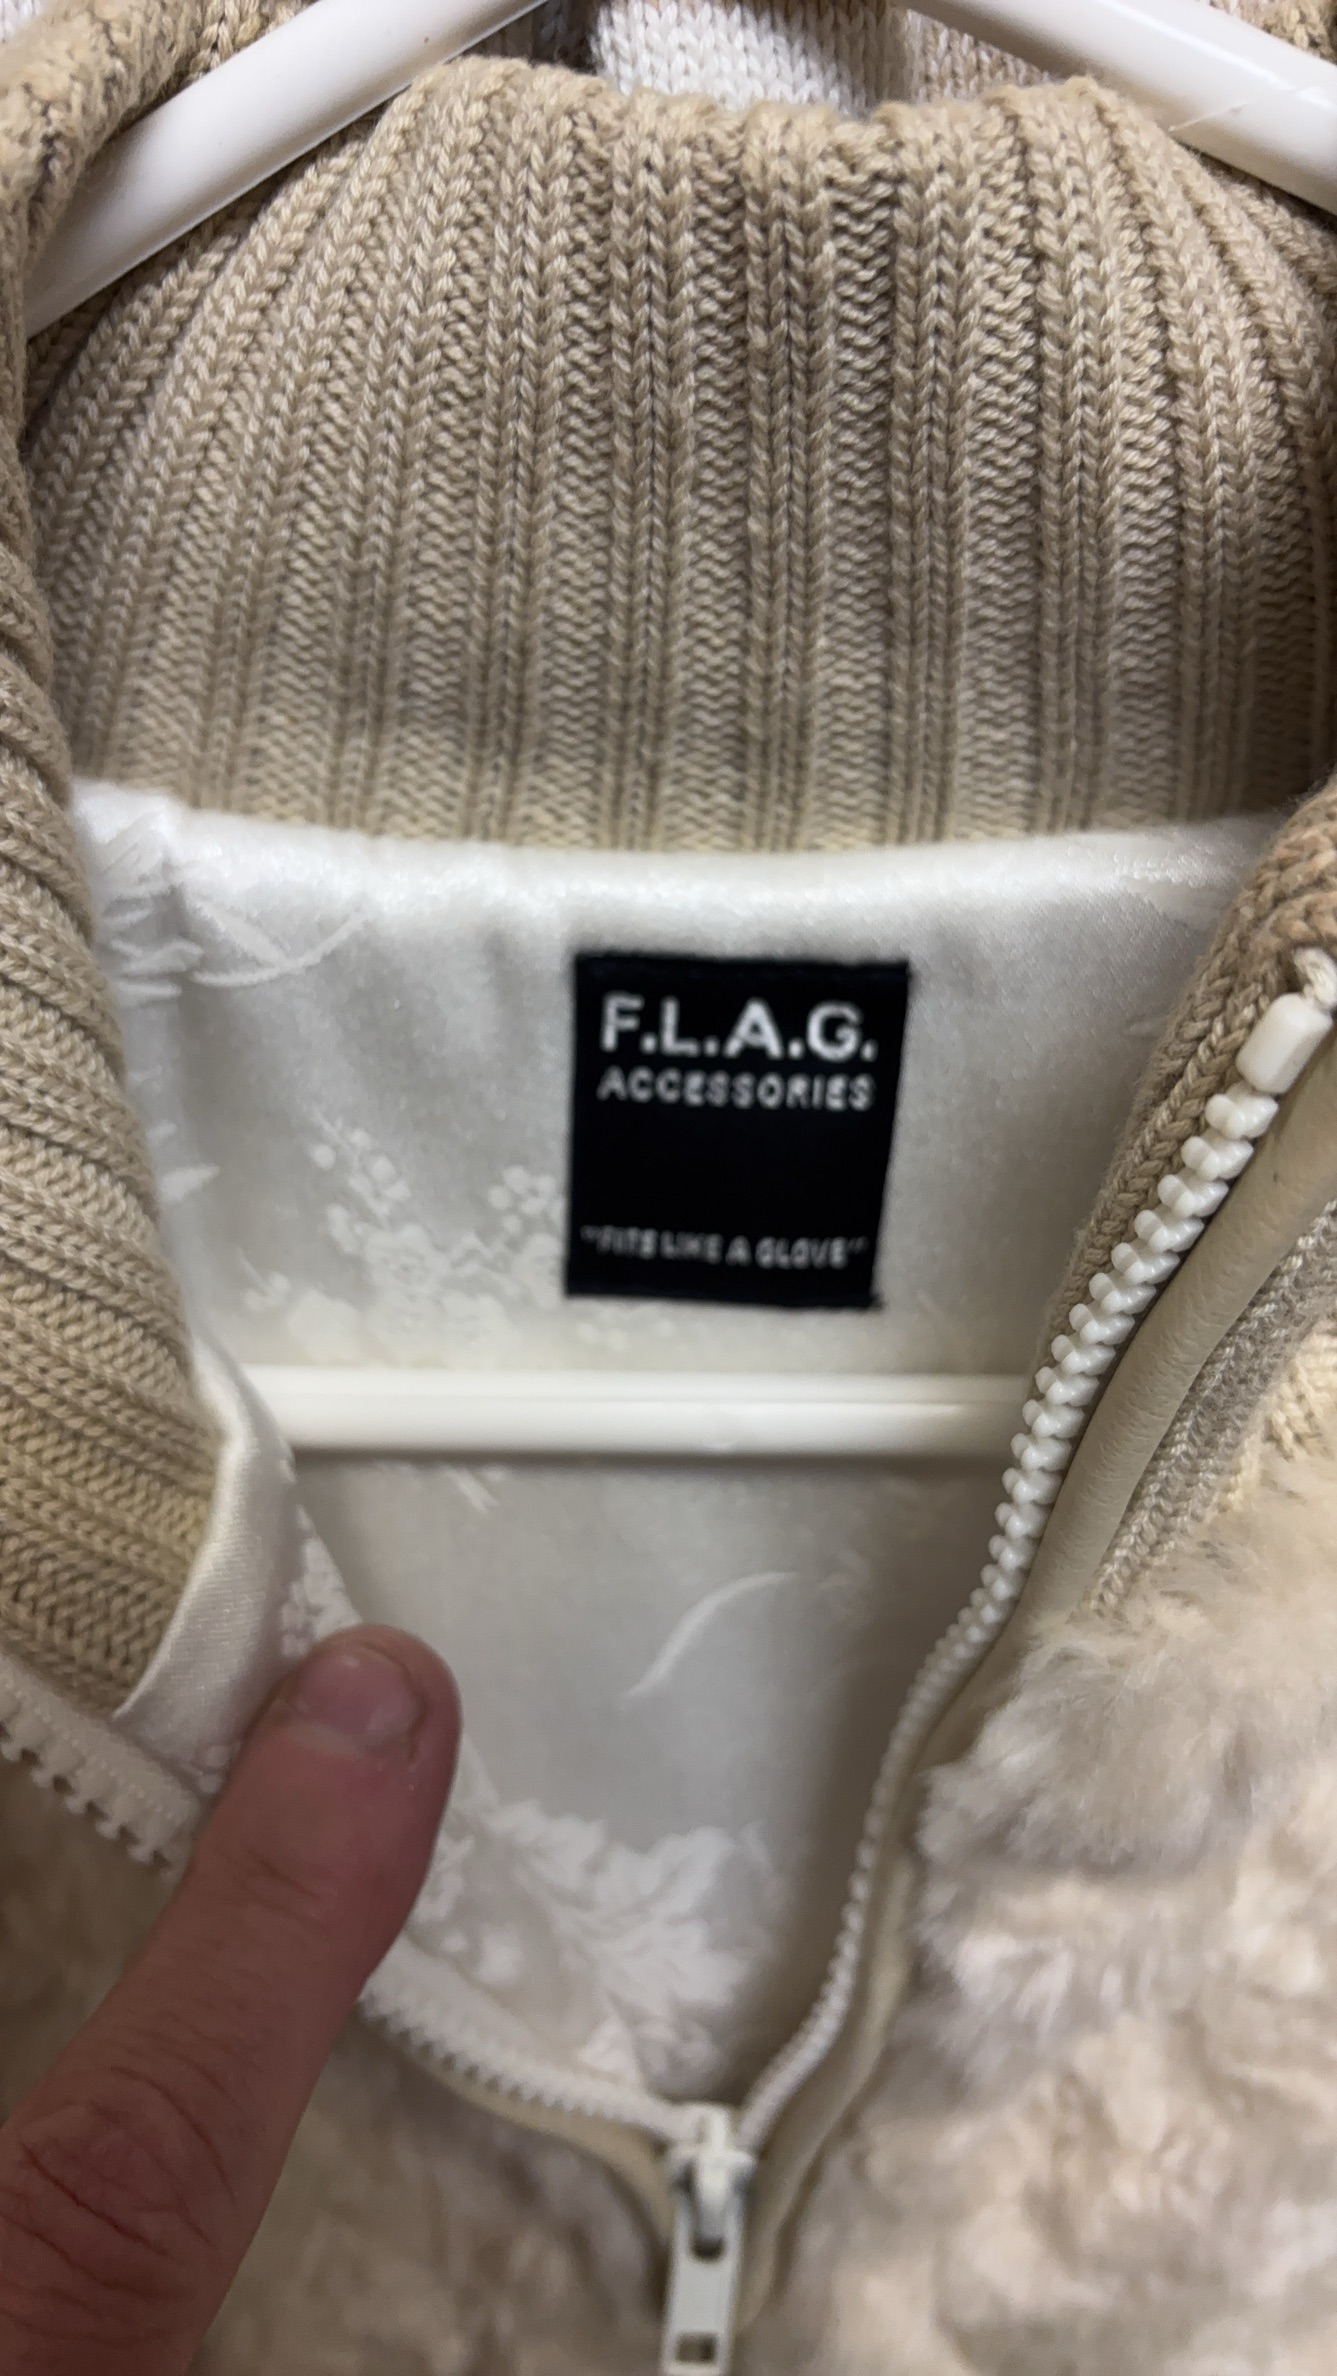 F.L.A.G.
ACCESSORIES
"FITS LIKE A GLOVE"